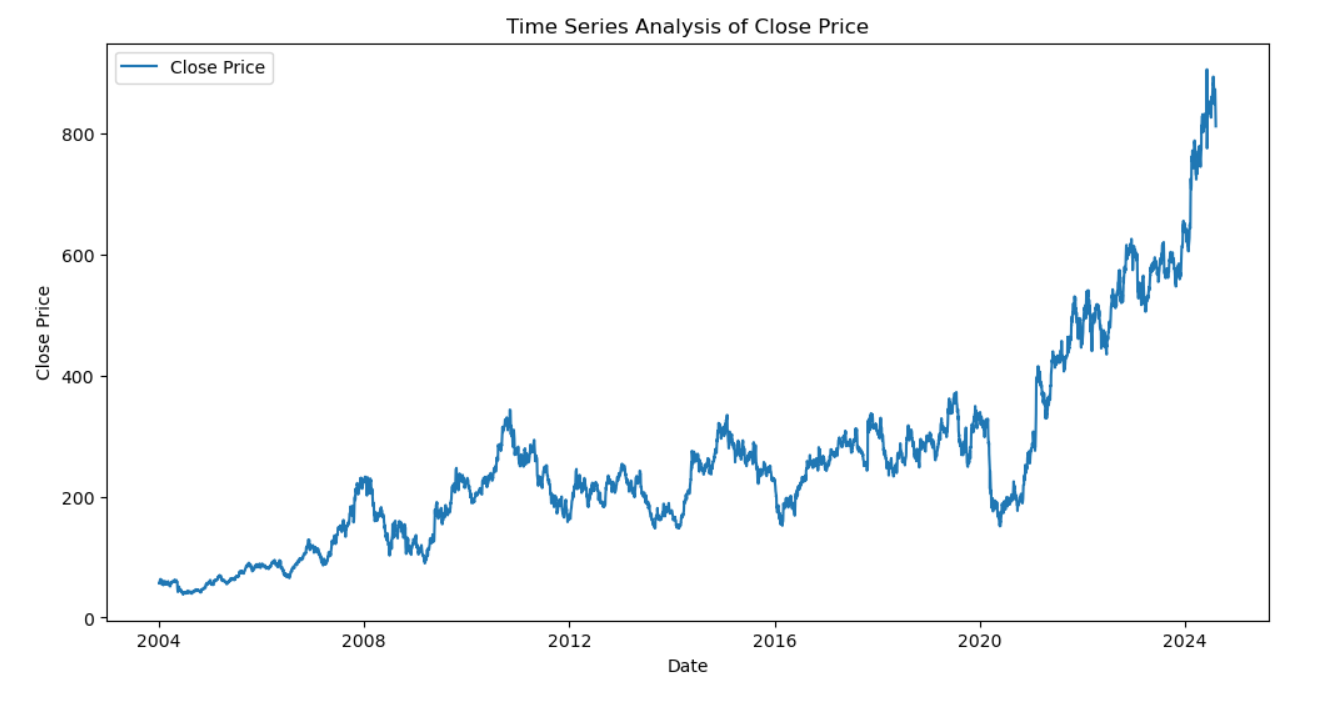 Time Series Analysis of Close Price
Close Price
800
600
400
200
0
Close Price
2004 2008 2012 2016 2020 2024
Date